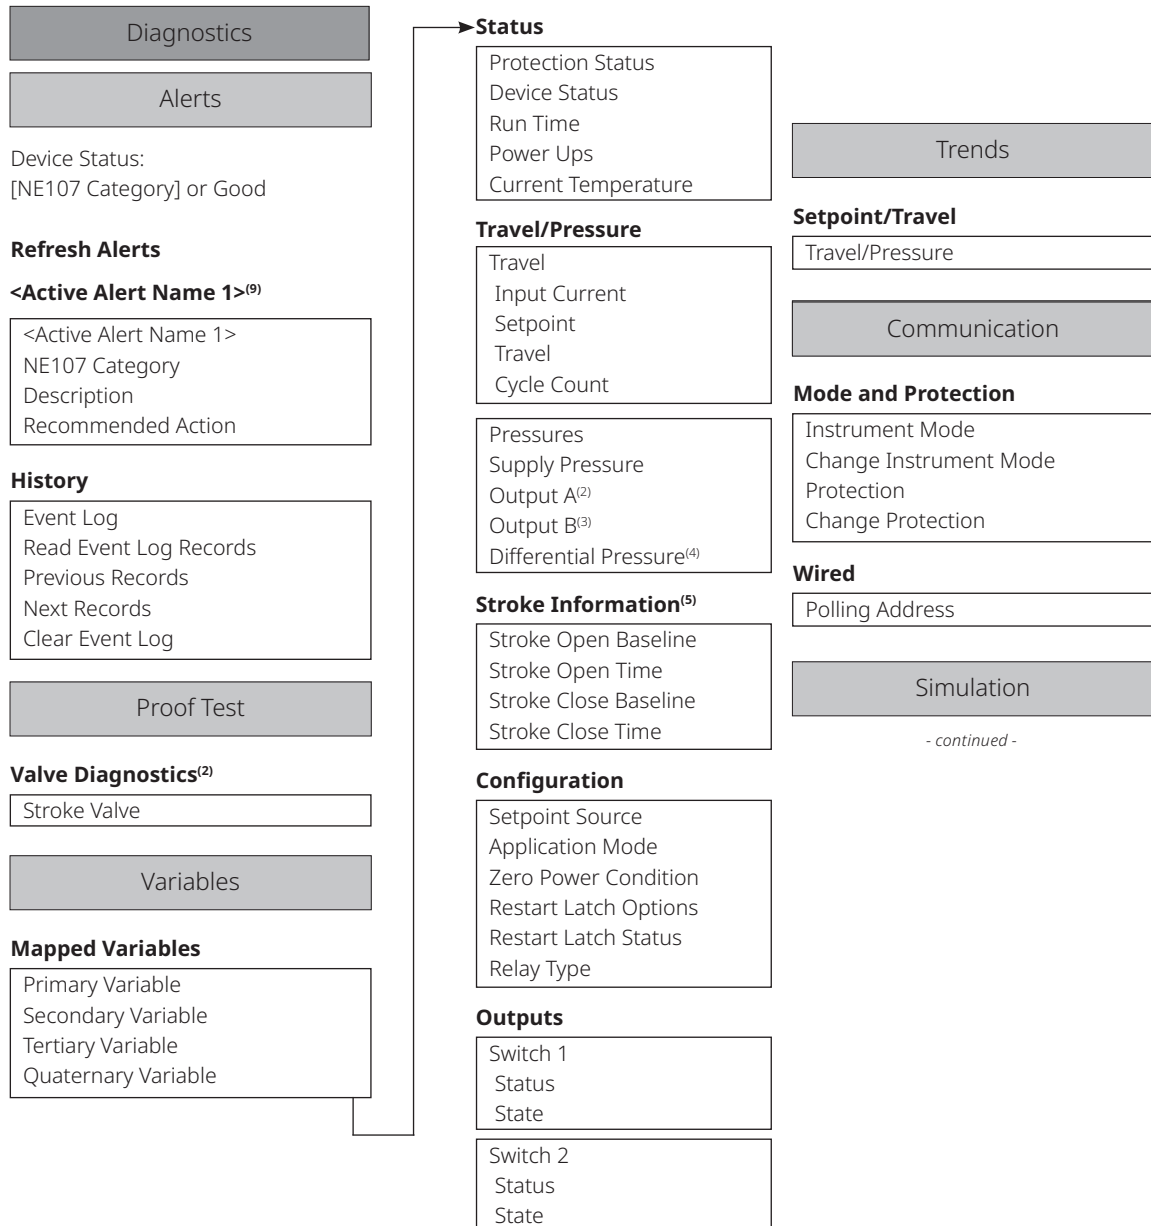 Diagnostics
Alerts
Device Status:
[NE107 Category] or Good
Refresh Alerts
<Active Alert Name 1>(9)
<Active Alert Name 1>
NE107 Category
Description
Recommended Action
History
Event Log
Read Event Log Records
Previous Records
Next Records
Clear Event Log
Proof Test
Valve Diagnostics(2)
Stroke Valve
Variables
Mapped Variables
Primary Variable
Secondary Variable
Tertiary Variable
Quaternary Variable
Status
Protection Status
Device Status
Run Time
Power Ups
Current Temperature
Travel/Pressure
Travel
Input Current
Setpoint
Travel
Cycle Count
Pressures
Supply Pressure
Output A(2)
Output B(3)
Differential Pressure(4)
Stroke Information(5)
Stroke Open Baseline
Stroke Open Time
Stroke Close Baseline
Stroke Close Time
Configuration
Setpoint Source
Application Mode
Zero Power Condition
Restart Latch Options
Restart Latch Status
Relay Type
Outputs
Switch 1
Status
State
Switch 2
Status
State
Trends
Setpoint/Travel
Travel/Pressure
Communication
Mode and Protection
Instrument Mode
Change Instrument Mode
Protection
Change Protection
Wired
Polling Address
Simulation
- continued -